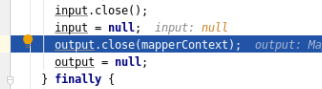 input.close();
input = null; input: null
output.close(mapperContext); output: Ma
output = null;
} finally {